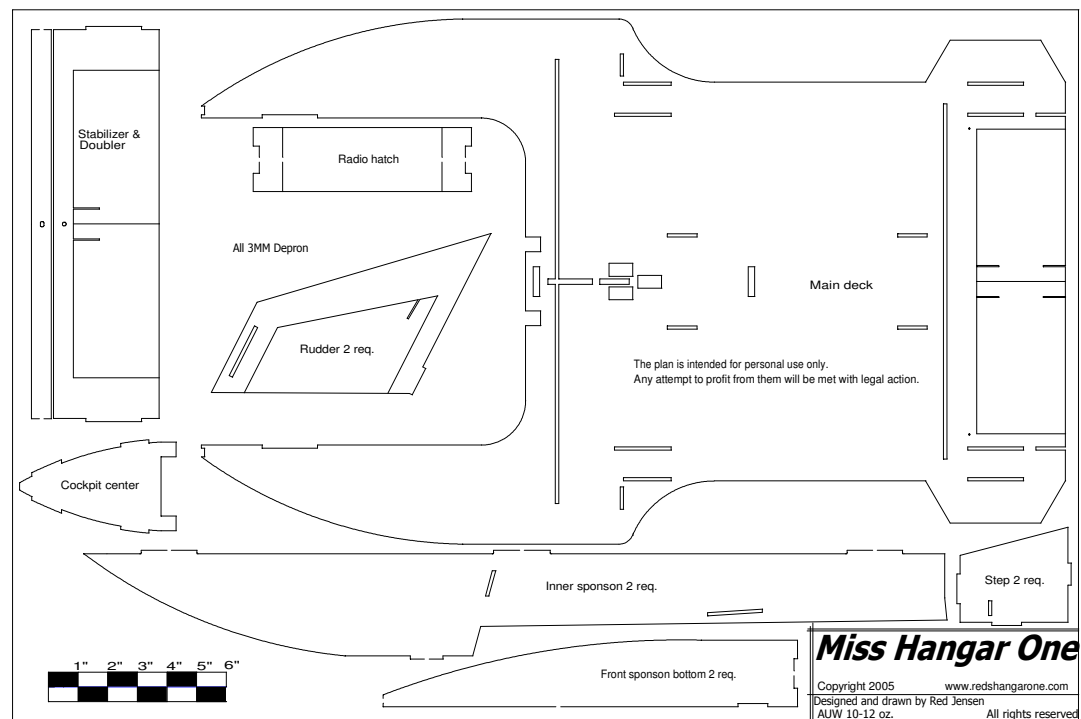 Stabilizer &
Doubler
Radio hatch
All 3MM Depron
Rudder 2 req.
Main deck
The plan is intended for personal use only.
Any attempt to profit from them will be met with legal action.
Cockpit center
Inner sponson 2 req.
Step 2 req.
Front sponson bottom 2 req.
1" 2" 3" 4" 5" 6"
Miss Hangar One
Copyright 2005 www.redshangarone.com
Designed and drawn by Red Jensen
AUW 10-12 oz. All rights reserved